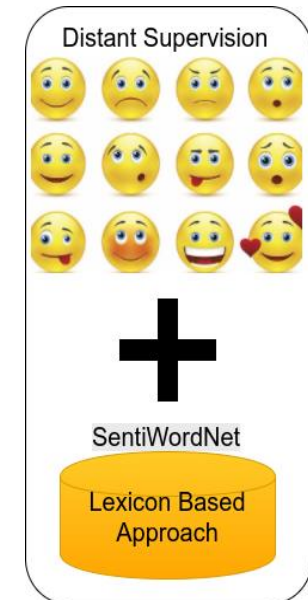 Distant Supervision
SentiWordNet
Lexicon Based
Approach